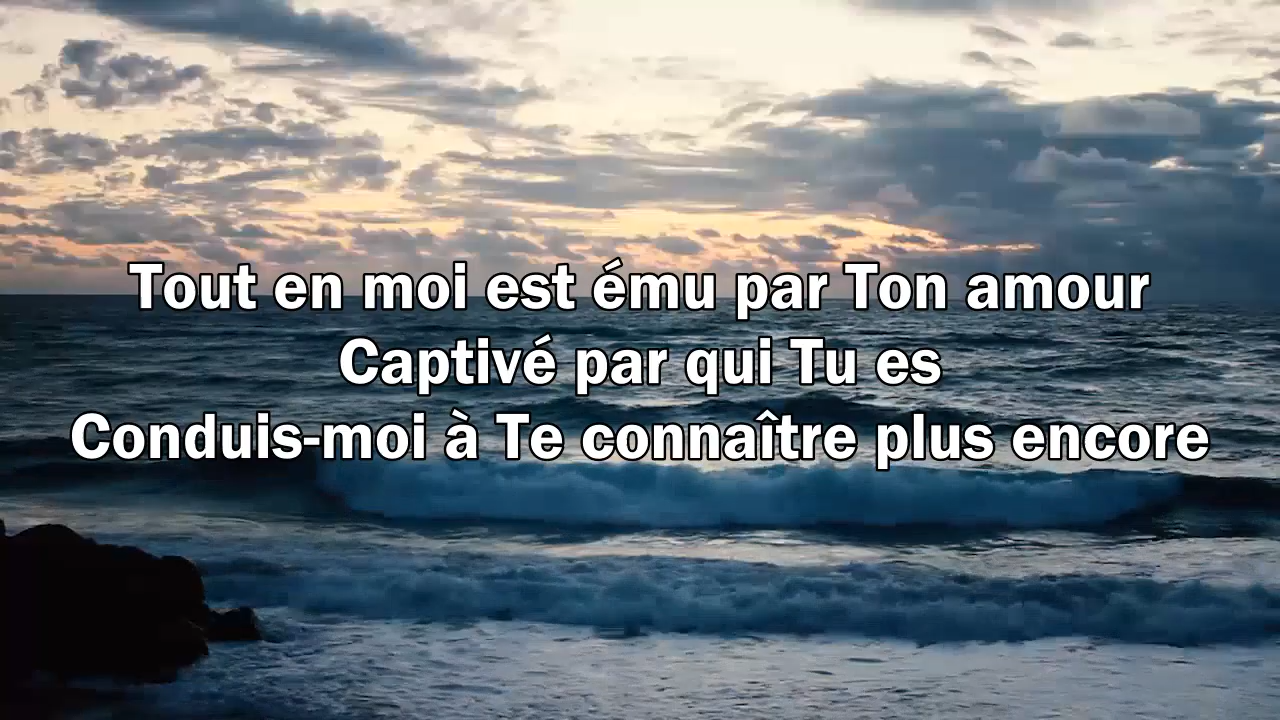 Tout en moi est ému par Ton amour
Captivé par qui Tu es
Conduis-moi à Te connaître plus encore